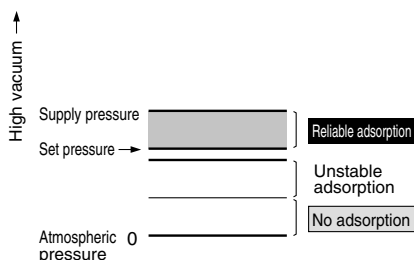 High vacuum →
Supply pressure
Reliable adsorption
Set pressure →
Unstable
adsorption
No adsorption
Atmospheric 0
pressure